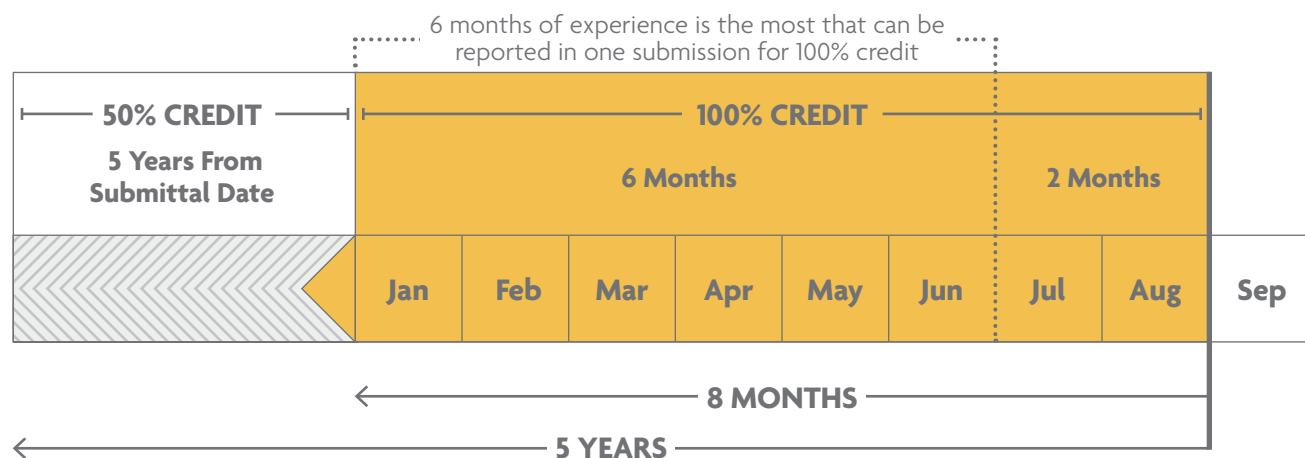 6 months of experience is the most that can be
reported in one submission for 100% credit
50% CREDIT
5 Years From
Submittal Date
100% CREDIT
6 Months
2 Months
Jan
Feb
Mar
Apr
May
Jun
Jul
Aug
Sep
8 MONTHS
5 YEARS